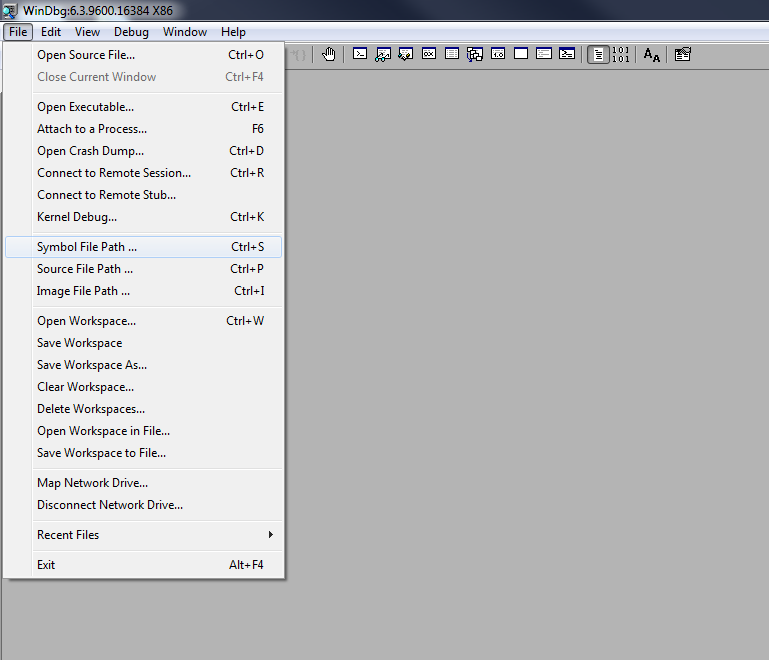 WinDbg:6.3.9600.16384 X86
File Edit View Debug Window Help
Open Source File... Ctrl+O
Close Current Window Ctrl+F4
Open Executable... Ctrl+E
Attach to a Process... F6
Open Crash Dump... Ctrl+D
Connect to Remote Session... Ctrl+R
Connect to Remote Stub...
Kernel Debug... Ctrl+K
Symbol File Path ... Ctrl+S
Source File Path ... Ctrl+P
Image File Path ... Ctrl+I
Open Workspace... Ctrl+W
Save Workspace
Save Workspace As...
Clear Workspace...
Delete Workspaces...
Open Workspace in File...
Save Workspace to File...
Map Network Drive...
Disconnect Network Drive...
Recent Files
Exit Alt+F4
101
101
AA